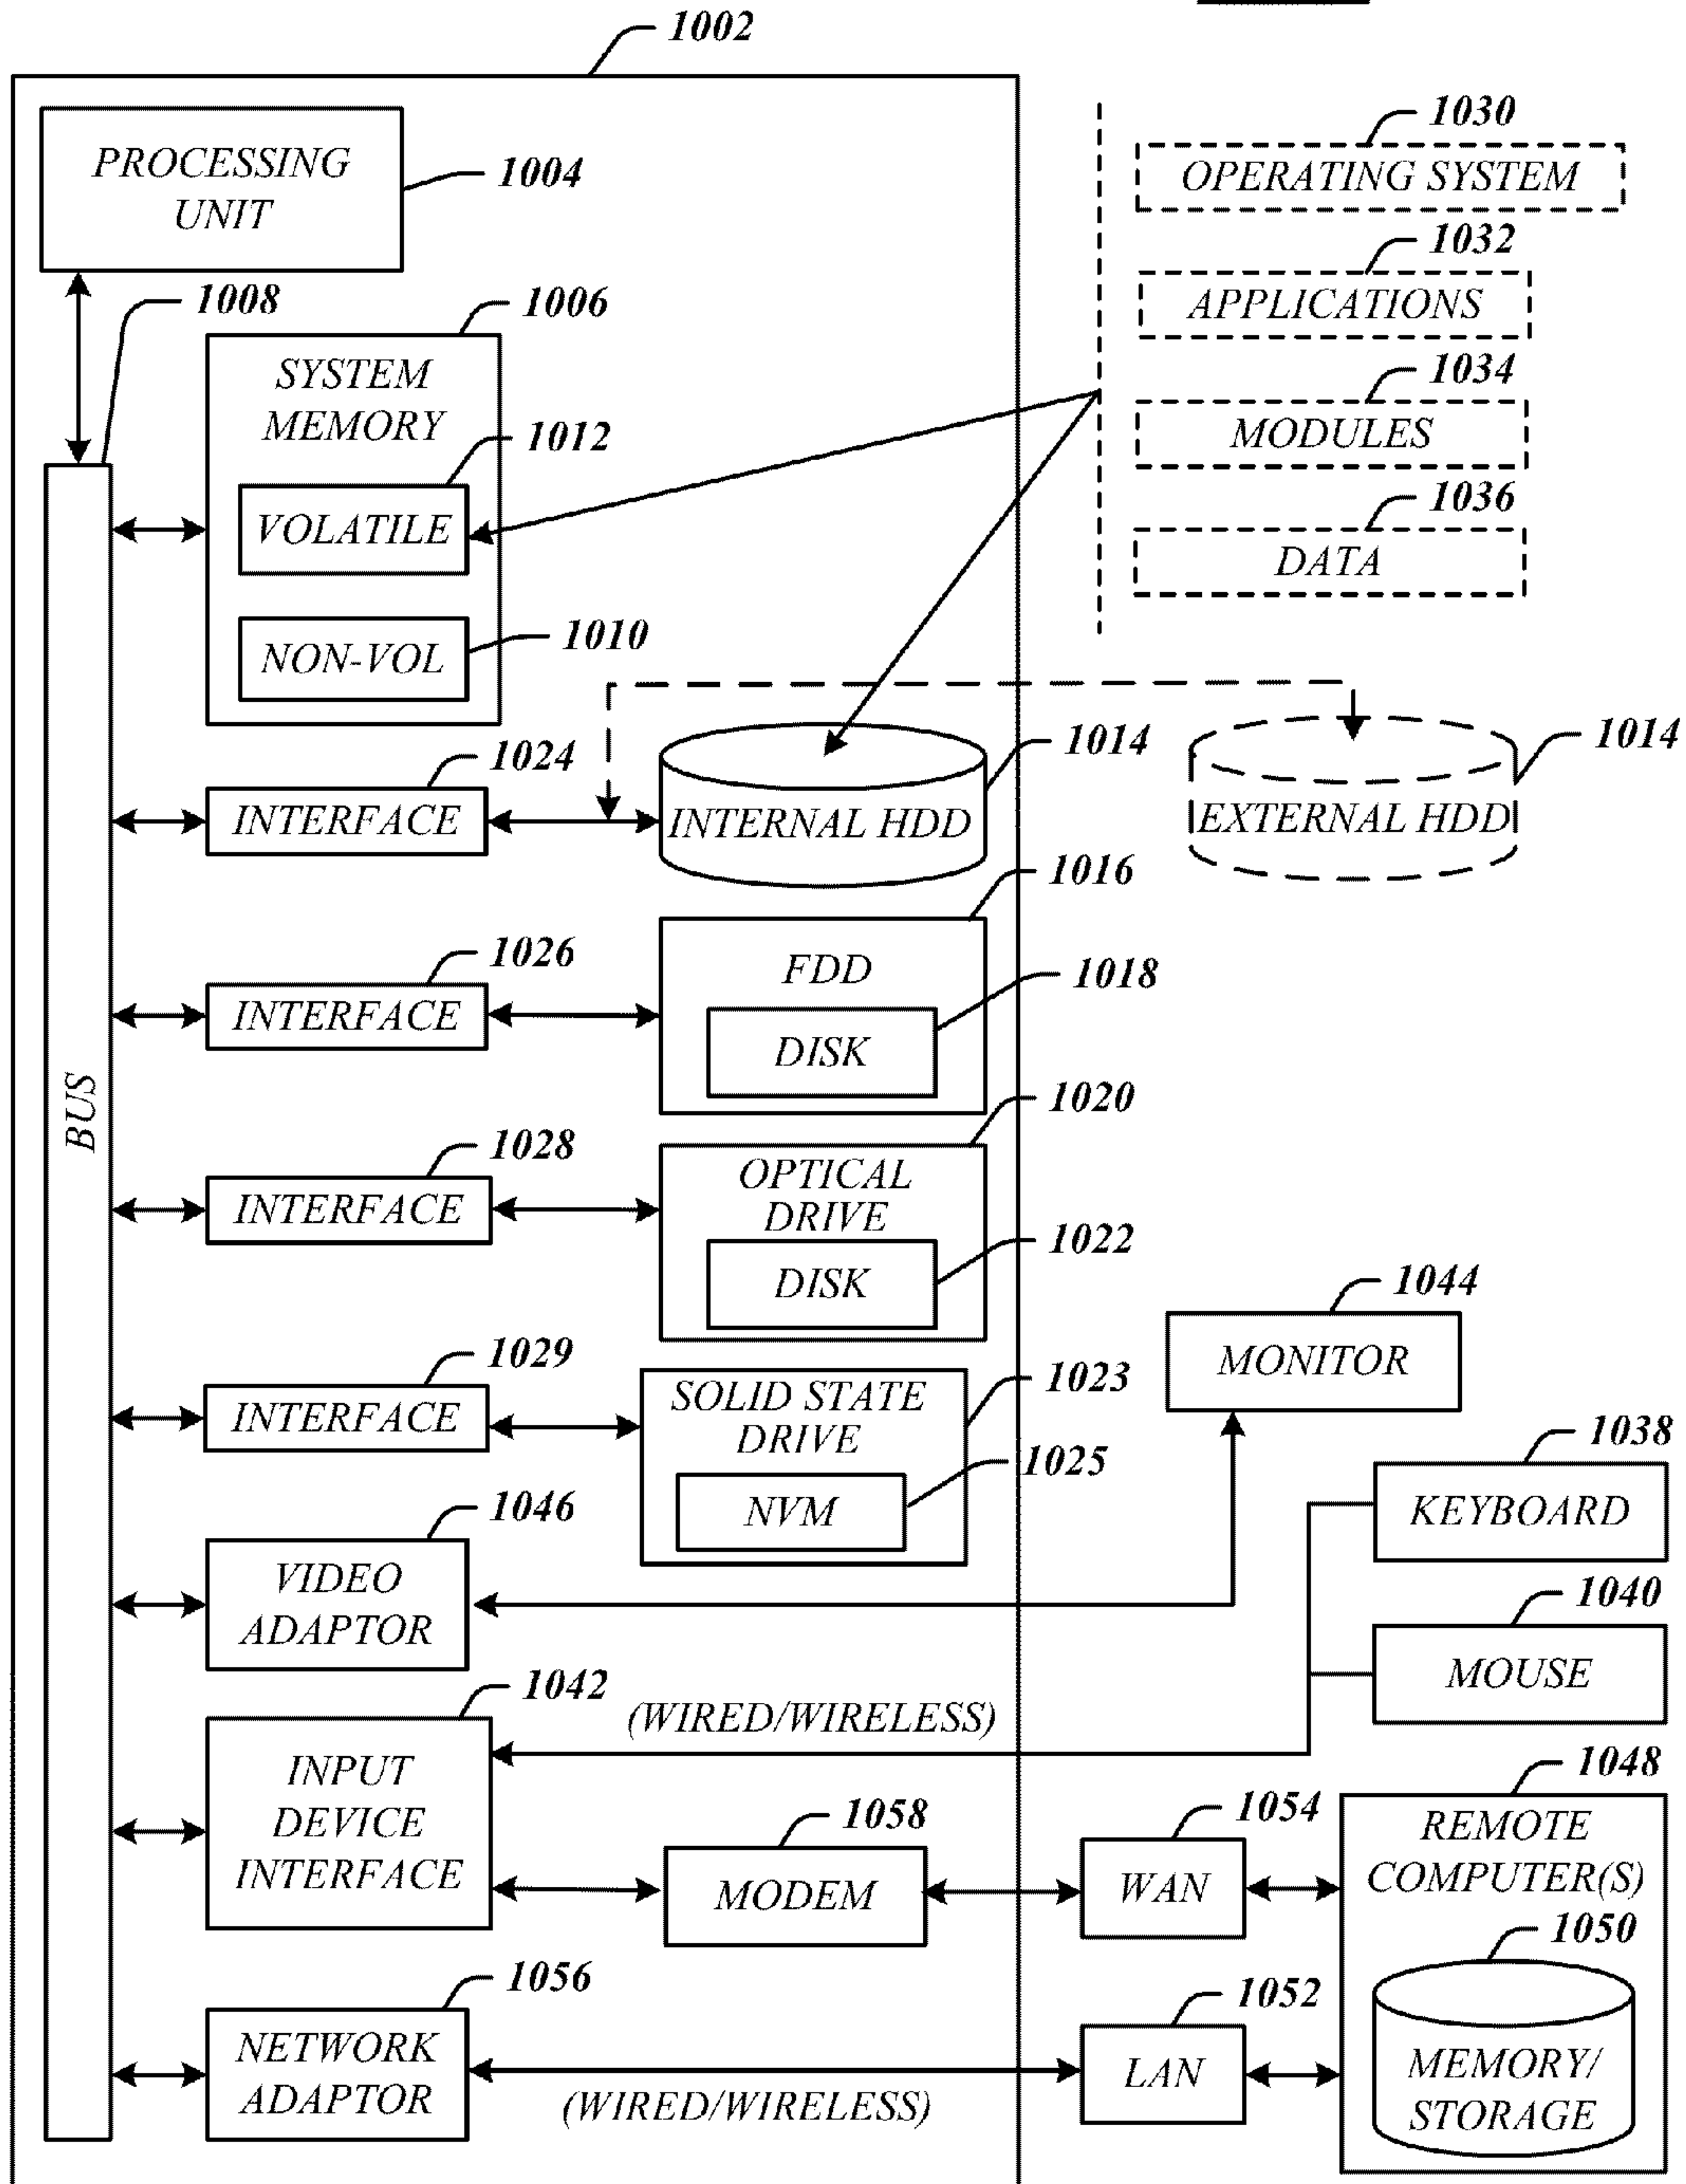 1002
PROCESSING
UNIT
1004
1008
1006
SYSTEM
MEMORY
1012
VOLATILE
1010
NON-VOL
BUS
1030
OPERATING SYSTEM
1032
APPLICATIONS
1034
MODULES
1036
DATA
1024
INTERFACE
1014
INTERNAL HDD
1014
EXTERNAL HDD
1026
INTERFACE
1016
FDD
1018
DISK
1028
INTERFACE
1020
OPTICAL
DRIVE
1022
DISK
1029
INTERFACE
1023
SOLID STATE
DRIVE
1025
NVM
1044
MONITOR
1046
VIDEO
ADAPTOR
1038
KEYBOARD
1040
MOUSE
1042
INPUT
DEVICE
INTERFACE
(WIRED/WIRELESS)
1058
MODEM
1054
WAN
1048
REMOTE
COMPUTER(S)
1050
MEMORY/
STORAGE
1056
NETWORK
ADAPTOR
(WIRED/WIRELESS)
1052
LAN